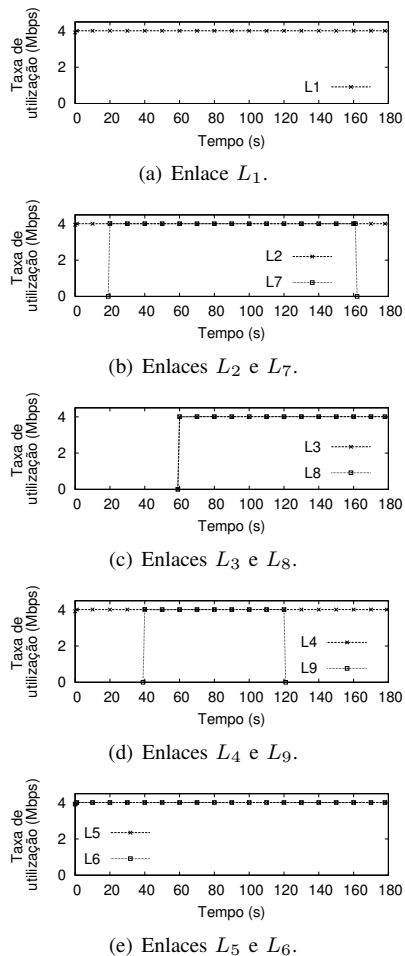 Taxa de
utilização (Mbps)
4
2
0
L1
0 20 40 60 80 100 120 140 160 180
Tempo (s)
(a) Enlace L1.
Taxa de
utilização (Mbps)
4
2
0
L2
L7
0 20 40 60 80 100 120 140 160 180
Tempo (s)
(b) Enlaces L2 e L7.
Taxa de
utilização (Mbps)
4
2
0
L3
L8
0 20 40 60 80 100 120 140 160 180
Tempo (s)
(c) Enlaces L3 e L8.
Taxa de
utilização (Mbps)
4
2
0
L4
L9
0 20 40 60 80 100 120 140 160 180
Tempo (s)
(d) Enlaces L4 e L9.
Taxa de
utilização (Mbps)
4
2
0
L5
L6
0 20 40 60 80 100 120 140 160 180
Tempo (s)
(e) Enlaces L5 e L6.